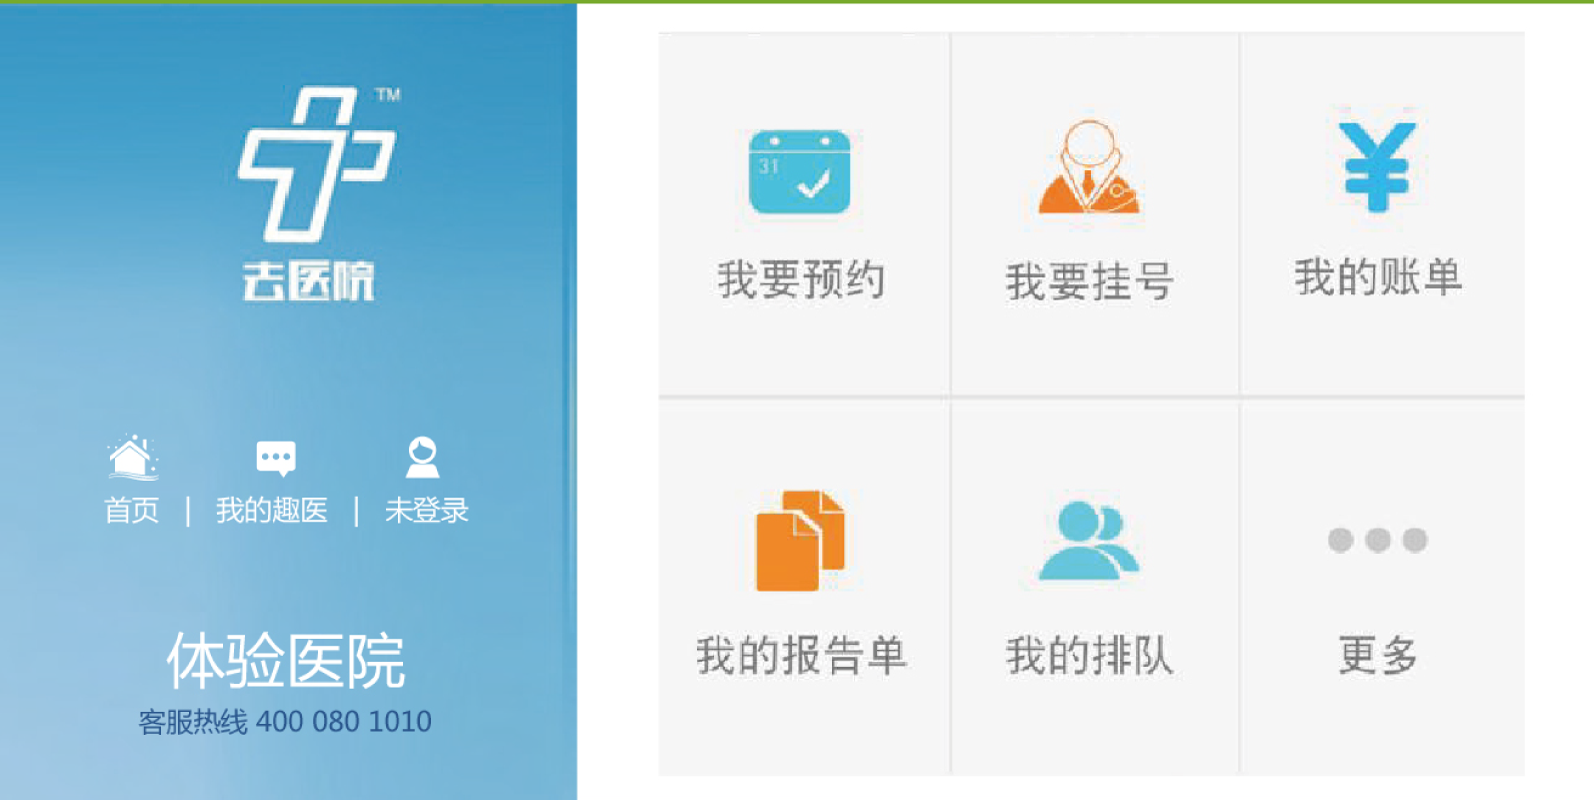 TM
去医院
首页 | 我的趣医 | 未登录
体验医院
客服热线 400 080 1010
31
我要预约
我要挂号
¥
我的账单
我的报告单
我的排队
更多